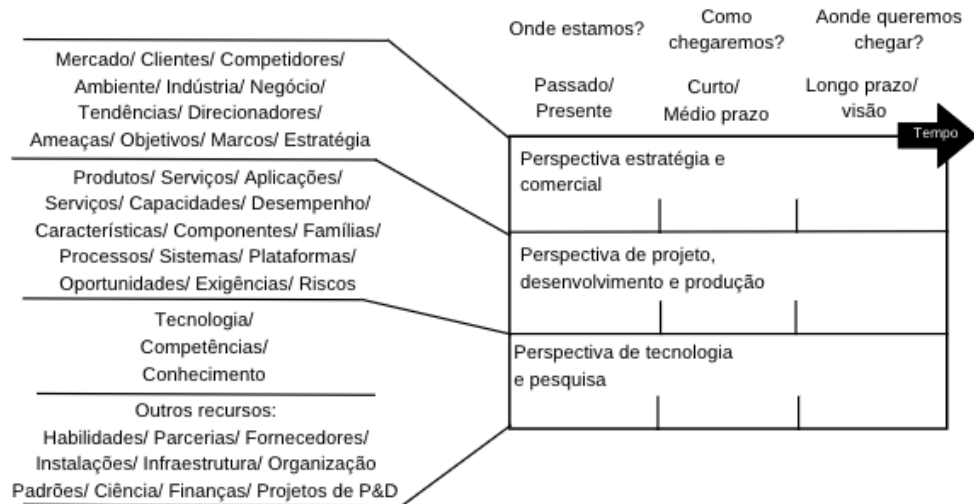 Onde estamos?
Como
chegaremos?
Aonde queremos
chegar?
Passado/
Presente
Curto/
Médio prazo
Longo prazo/
visão
Tempo
Mercado/ Clientes/ Competidores/
Ambiente/ Indústria/ Negócio/
Tendências/ Direcionadores/
Ameaças/ Objetivos/ Marcos/ Estratégia
Produtos/ Serviços/ Aplicações/
Serviços/ Capacidades/ Desempenho/
Características/ Componentes/ Famílias/
Processos/ Sistemas/ Plataformas/
Oportunidades/ Exigências/ Riscos
Tecnologia/
Competências/
Conhecimento
Outros recursos:
Habilidades/ Parcerias/ Fornecedores/
Instalações/ Infraestrutura/ Organização
Padrões/ Ciência/ Finanças/ Projetos de P&D
Perspectiva estratégia e
comercial
Perspectiva de projeto,
desenvolvimento e produção
Perspectiva de tecnologia
e pesquisa